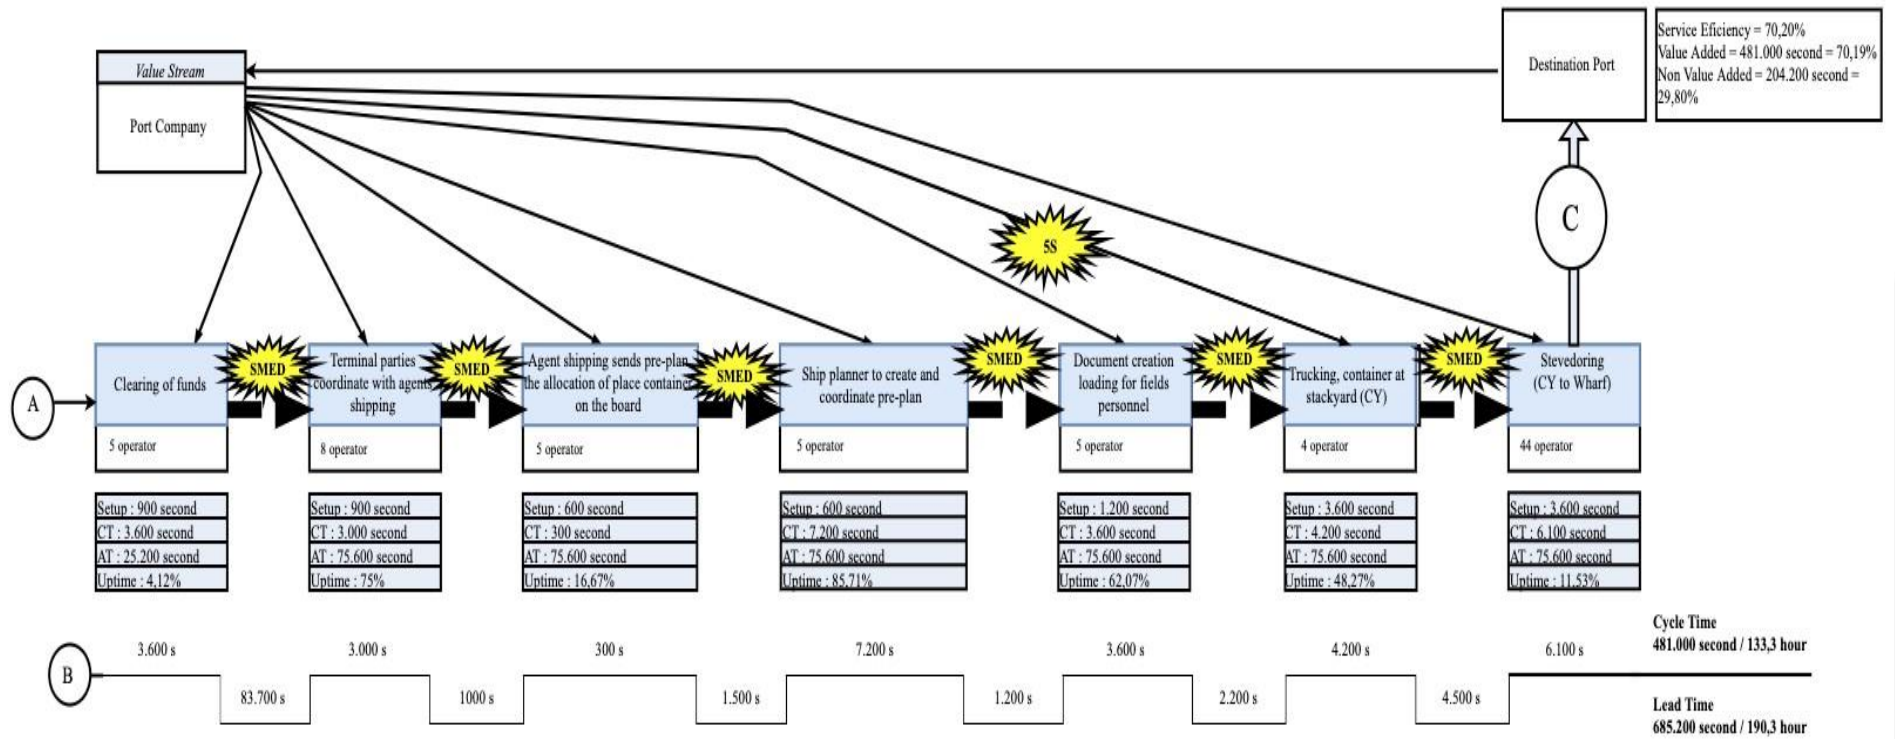 Value Stream
Port Company
Destination Port
Service Eficiency = 70,20%
Value Added = 481.000 second = 70,19%
Non Value Added = 204.200 second =
29,80%
C
5S
A
Clearing of funds
5 operator
SMED
Terminal parties
coordinate with agents
shipping
8 operator
SMED
Agent shipping sends pre-plan
the allocation of place container
on the board
5 operator
SMED
Ship planner to create and
coordinate pre-plan
5 operator
SMED
Document creation
loading for fields
personnel
5 operator
SMED
Trucking, container at
stackyard (CY)
4 operator
SMED
Stevedoring
(CY to Wharf)
44 operator
Setup : 900 second
CT : 3.600 second
AT : 25.200 second
Uptime : 4,12%
Setup : 900 second
CT : 3.000 second
AT : 75.600 second
Uptime : 75%
Setup : 600 second
CT : 300 second
AT : 75.600 second
Uptime : 16,67%
Setup : 600 second
CT : 7.200 second
AT : 75.600 second
Uptime : 85,71%
Setup : 1.200 second
CT : 3.600 second
AT : 75.600 second
Uptime : 62,07%
Setup : 3.600 second
CT : 4.200 second
AT : 75.600 second
Uptime : 48,27%
Setup : 3.600 second
CT : 6.100 second
AT : 75.600 second
Uptime : 11,53%
B
3.600 s
83.700 s
3.000 s
1000 s
300 s
1.500 s
7.200 s
1.200 s
3.600 s
2.200 s
4.200 s
4.500 s
6.100 s
Cycle Time
481.000 second / 133,3 hour
Lead Time
685.200 second / 190,3 hour